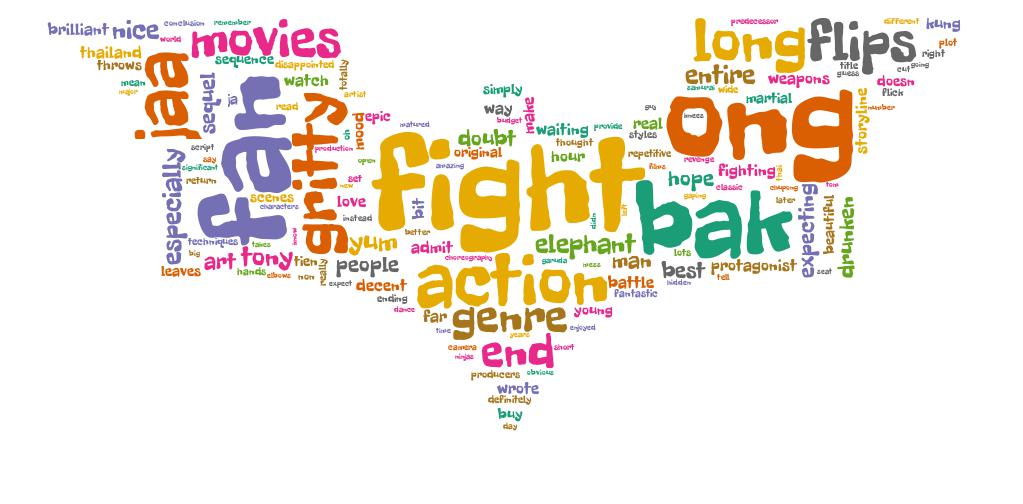 brilliant nice conclusion remember
world
thailand movies
throws sequence disappointed
mean jaa sequel watch totally
major ja fan read gritty artist
mood epic
oh
script production
say
significant
especially return open
set
new
scenes love
characters
instead
techniques takes snow yum
big
art tony tien people
leaves hands elbows non really
expect decent
ending
dance
simply
way make
budget
matured doubt waiting provide
thought
original hour
fight
amazing
bit
better
admit elephant
choreography garuda mess man
action battle
fantastic
far genre young
time years enjoyed
camera end short
ninjas
producers obvious
wrote
definitely
buy
day
predecessor different kung
long flips plot
right
title
guess cut going
entire weapons doesn
samurai wide flick
martial
number
real knees ong storyline
styles
repetitive revenge
films
hope fighting thai
classic chupong tom
gaping
didn
left bak later expecting beautiful drunken
lots
best protagonist seat
hidden tell